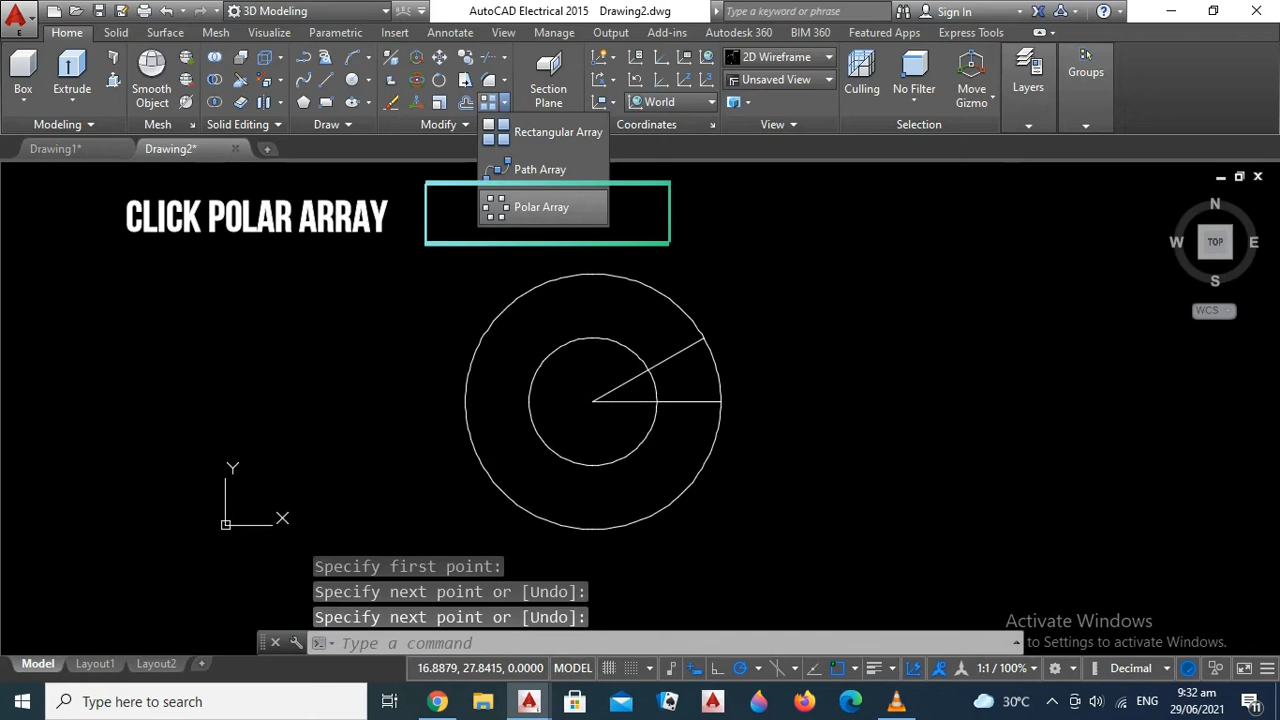 3D Modeling
AutoCAD Electrical 2015 Drawing2.dwg
Type a keyword or phrase
Sign In
Home Solid Surface Mesh Visualize Parametric Insert Annotate View Manage Output Add-ins Autodesk 360 BIM 360 Featured Apps Express Tools
Box
Extrude
Smooth Object
Section Plane
2D Wireframe
Unsaved View
World
Culling
No Filter
Move Gizmo
Layers
Groups
Modeling
Mesh
Solid Editing
Draw
Modify
Coordinates
View
Selection
Drawing1*
Drawing2*
Rectangular Array
Path Array
Polar Array
CLICK POLAR ARRAY
N
W TOP E
S
WCS
Y
X
Specify first point:
Specify next point or [Undo]:
Specify next point or [Undo]:
Type a command
Activate Windows
to Settings to activate Windows.
Model Layout1 Layout2
16.8879, 27.8415, 0.0000 MODEL
1:1 / 100%
Decimal
Type here to search
30°C
ENG
9:32 am
29/06/2021
11